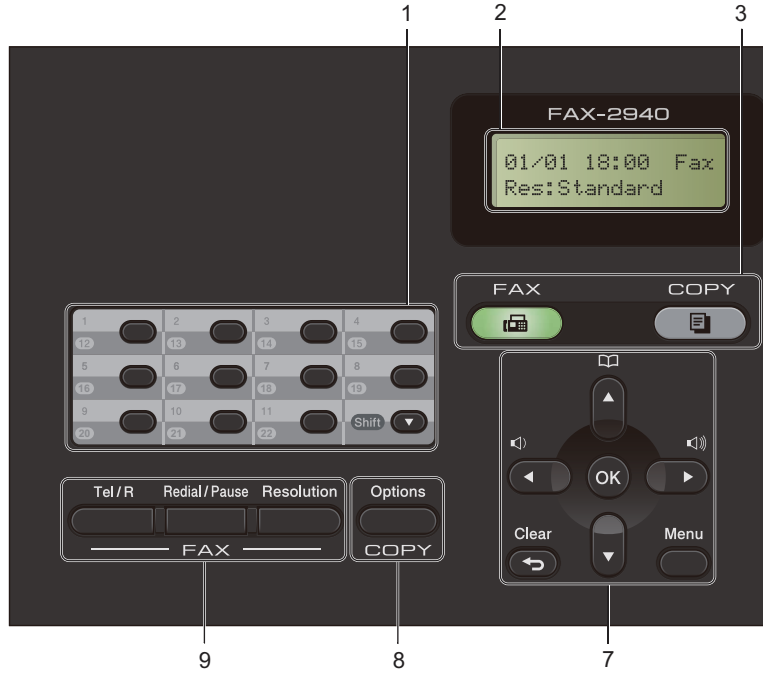 1 2 3
FAX-2940
01/01 18:00 Fax
Res:Standard
FAX COPY
1 2 3 4
12 13 14 15
5 6 7 8
16 17 18 19
9 10 11 Shift
20 21 22
Tel/R Redial/Pause Resolution
FAX
Options
COPY
OK
Clear Menu
9 8 7